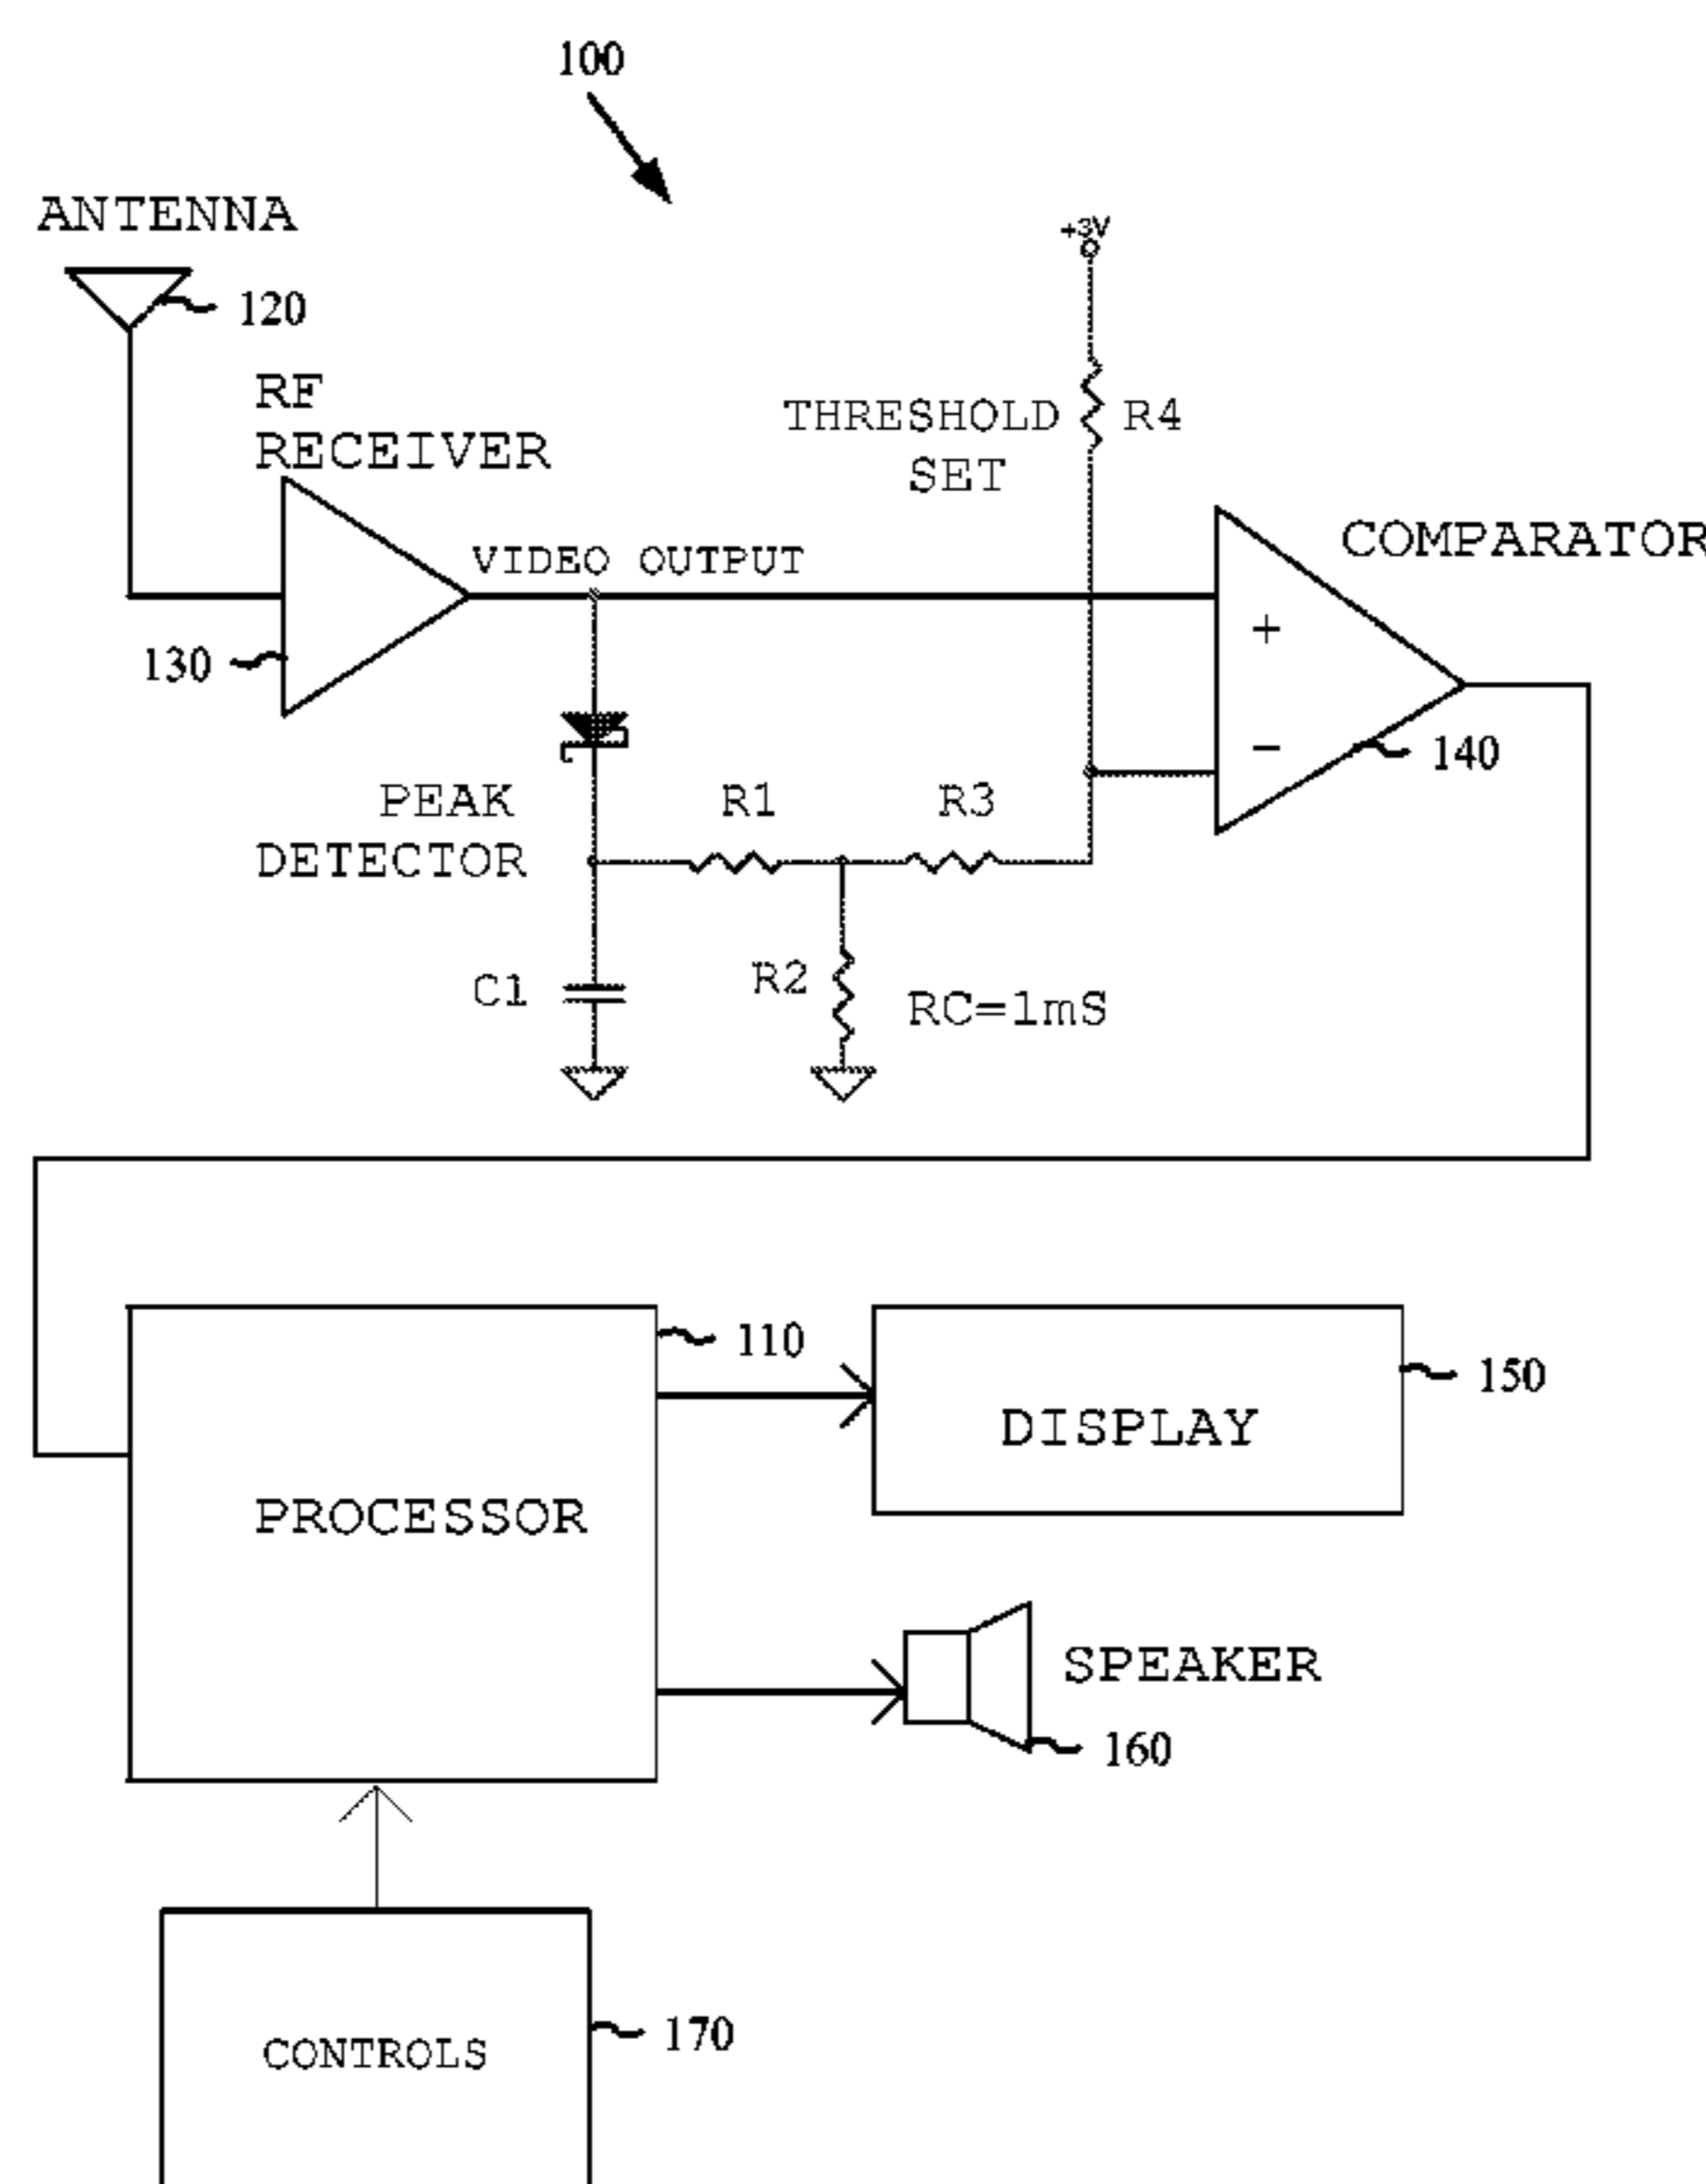 100
ANTENNA
120
+3V
RF
RECEIVER
THRESHOLD
SET
R4
VIDEO OUTPUT
COMPARATOR
+
−
130
140
PEAK
DETECTOR
R1
R3
C1
R2
RC=1mS
110
150
DISPLAY
PROCESSOR
SPEAKER
160
CONTROLS
170